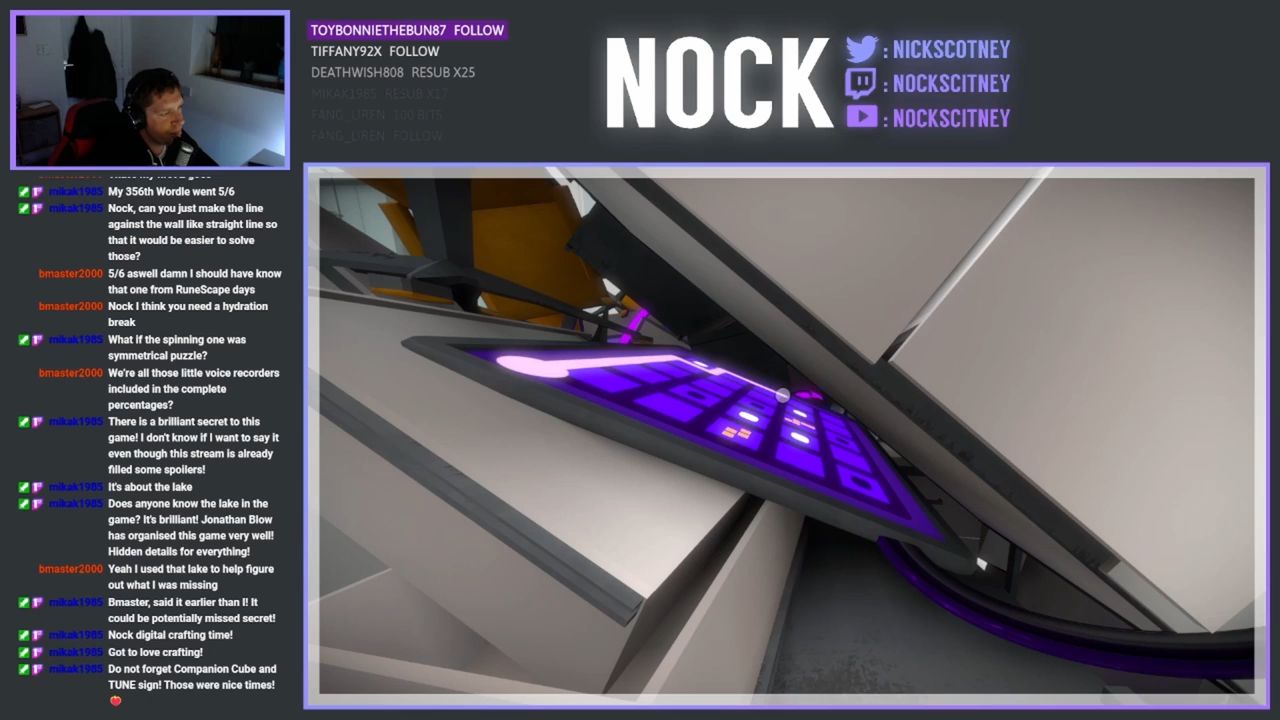 TOYBONNIETHEBUN87 FOLLOW
TIFFANY92X FOLLOW
DEATHWISH808 RESUB X25
MIKAK1985 RESUB X17
FANG_LIREN 100 BITS
FANG_LIREN FOLLOW
NOCK
: NICKSCOTNEY
: NOCKSCITNEY
: NOCKSCITNEY
mikak1985 My 356th Wordle went 5/6
mikak1985 Nock, can you just make the line
against the wall like straight line so
that it would be easier to solve
those?
bmaster2000 5/6 aswell damn I should have know
that one from RuneScape days
bmaster2000 Nock I think you need a hydration
break
mikak1985 What if the spinning one was
symmetrical puzzle?
bmaster2000 We're all those little voice recorders
included in the complete
percentages?
mikak1985 There is a brilliant secret to this
game! I don't know if I want to say it
even though this stream is already
filled some spoilers!
mikak1985 It's about the lake
mikak1985 Does anyone know the lake in the
game? It's brilliant! Jonathan Blow
has organised this game very well!
Hidden details for everything!
bmaster2000 Yeah I used that lake to help figure
out what I was missing
mikak1985 Bmaster, said it earlier than I! It
could be potentially missed secret!
mikak1985 Nock digital crafting time!
mikak1985 Got to love crafting!
mikak1985 Do not forget Companion Cube and
TUNE sign! Those were nice times!